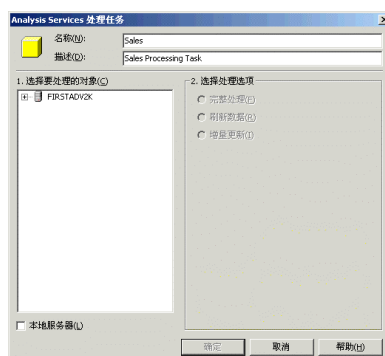 Analysis Services 处理任务
名称(N):
Sales
描述(D):
Sales Processing Task
1. 选择要处理的对象(C)
FIRSTADV2K
2. 选择处理选项
完整处理(F)
刷新数据(R)
增量更新(I)
本地服务器(L)
确定
取消
帮助(H)